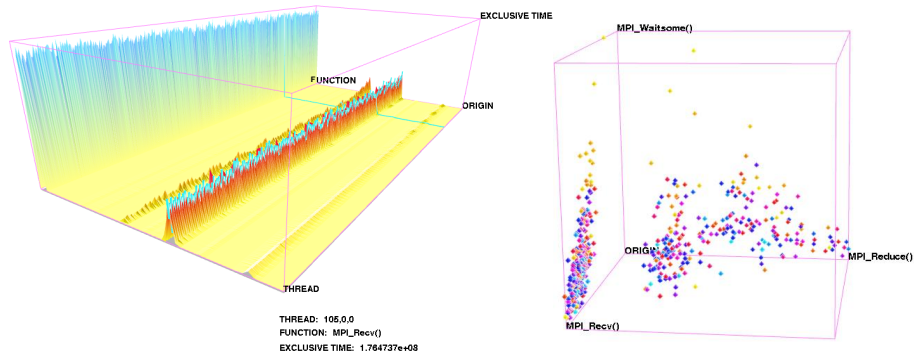 EXCLUSIVE TIME
FUNCTION
ORIGIN
THREAD
THREAD: 105,0,0
FUNCTION: MPI_Recv()
EXCLUSIVE TIME: 1.764737e+08
MPI_Waitsome()
ORIGIN
MPI_Reduce()
MPI_Recv()